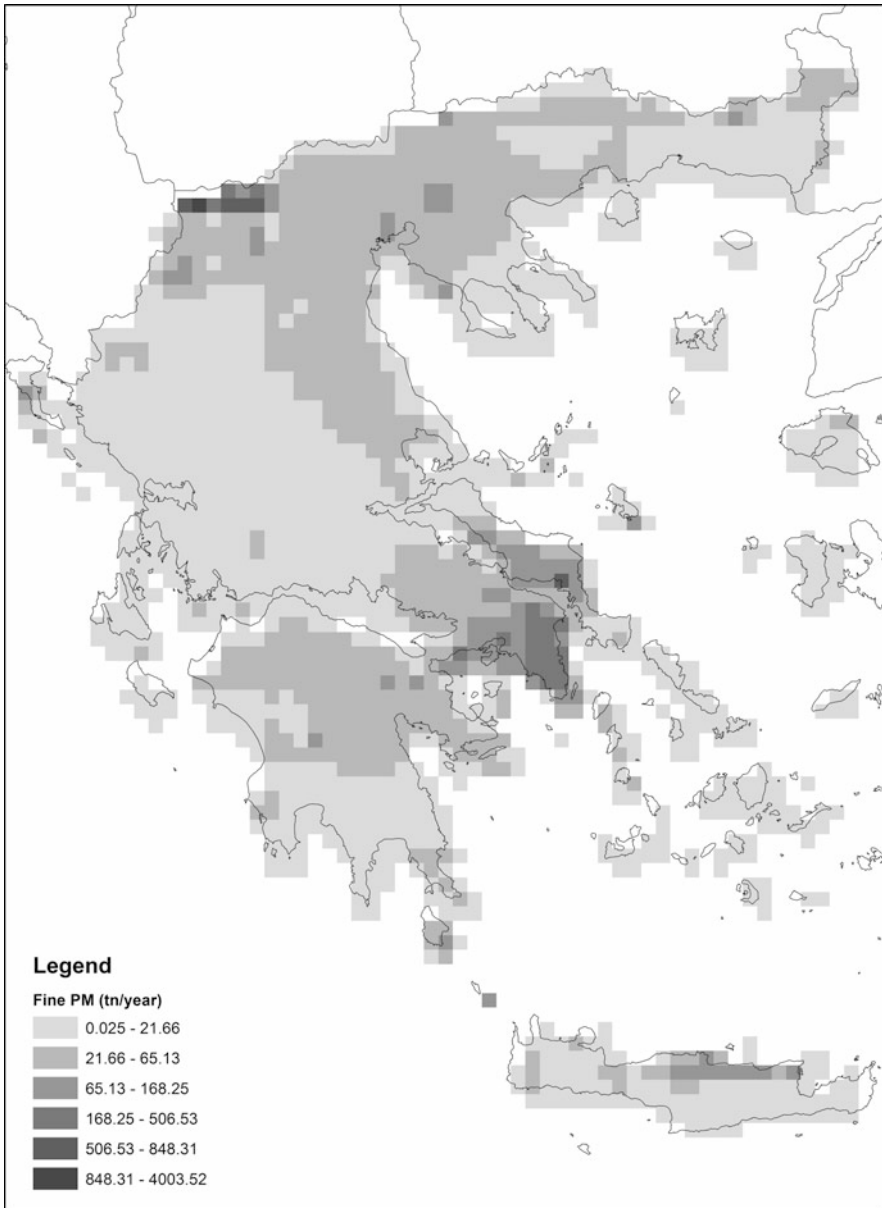 Legend
Fine PM (tn/year)
0.025 - 21.66
21.66 - 65.13
65.13 - 168.25
168.25 - 506.53
506.53 - 848.31
848.31 - 4003.52